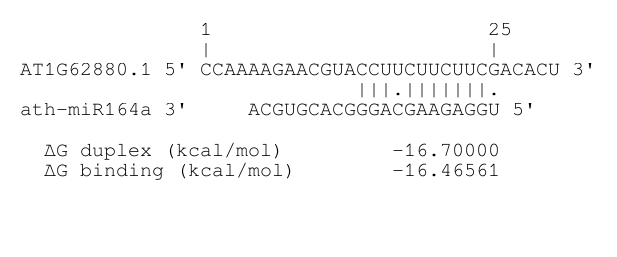 1 25
| |
AT1G62880.1 5' CCAAAAGAACGUACCUUCUUCUUCGACACU 3'
|||.|||||||.
ath-miR164a 3' ACGUGCACGGGACGAAGAGGU 5'
ΔG duplex (kcal/mol) -16.70000
ΔG binding (kcal/mol) -16.46561